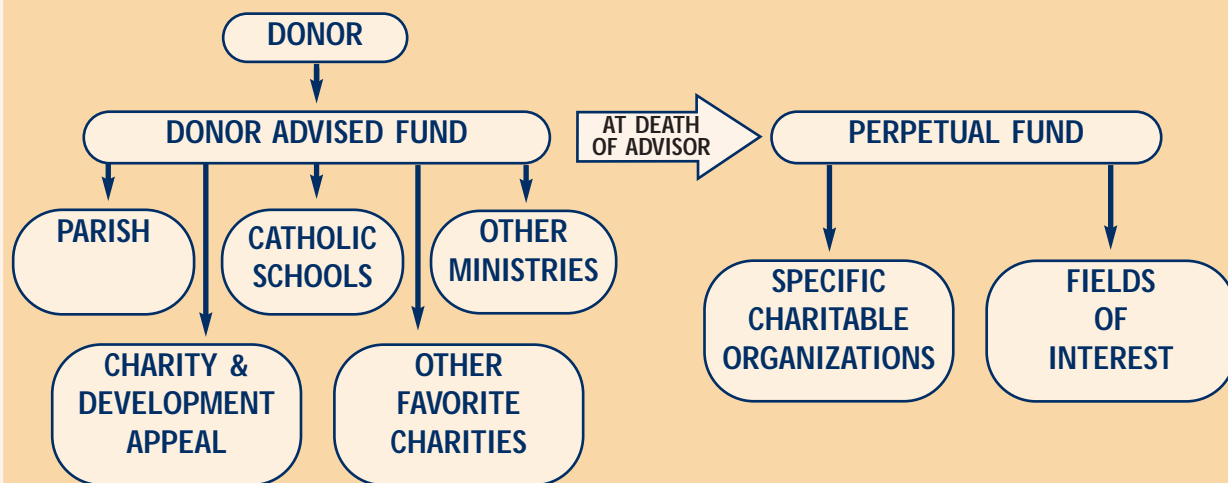 DONOR
DONOR ADVISED FUND
AT DEATH
OF ADVISOR
PERPETUAL FUND
PARISH
CATHOLIC
SCHOOLS
OTHER
MINISTRIES
CHARITY &
DEVELOPMENT
APPEAL
OTHER
FAVORITE
CHARITIES
SPECIFIC
CHARITABLE
ORGANIZATIONS
FIELDS
OF
INTEREST